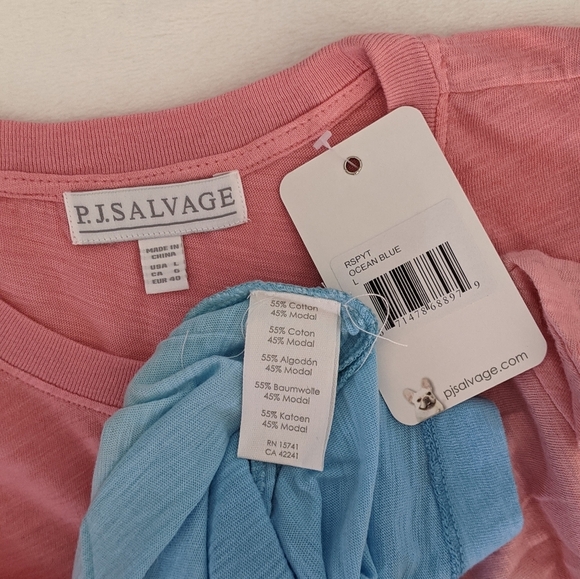 P.J.SALVAGE
MADE IN
CHINA
USA L
CA G
EUR 40
RSPYT
OCEAN BLUE
L
pjsalvage.com
55% Cotton
45% Modal
55% Cotan
45% Modal
55% Algodón
45% Modal
55% Baumwolle
45% Modal
55% Katoen
45% Modal
RN 15741
CA 42241